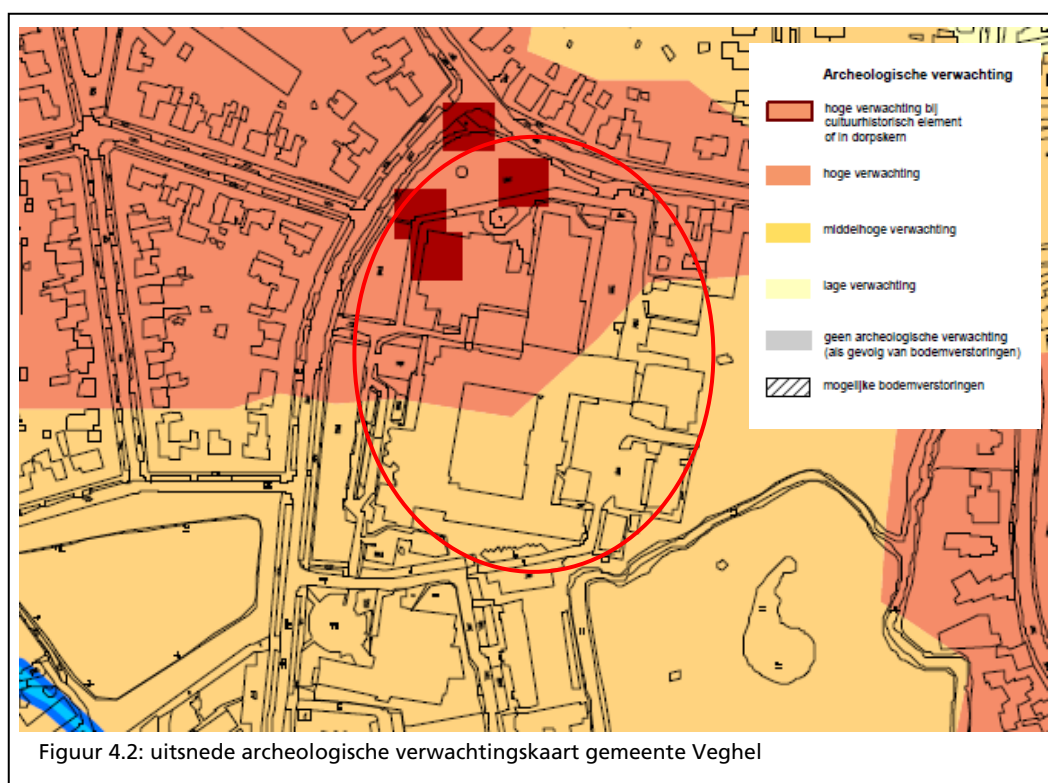 Archeologische verwachting
hoge verwachting bij
cultuurhistorisch element
of in dorpskern
hoge verwachting
middelhoge verwachting
lage verwachting
geen archeologische verwachting
(als gevolg van bodemverstoringen)
mogelijke bodemverstoringen
Figuur 4.2: uitsnede archeologische verwachtingskaart gemeente Veghel